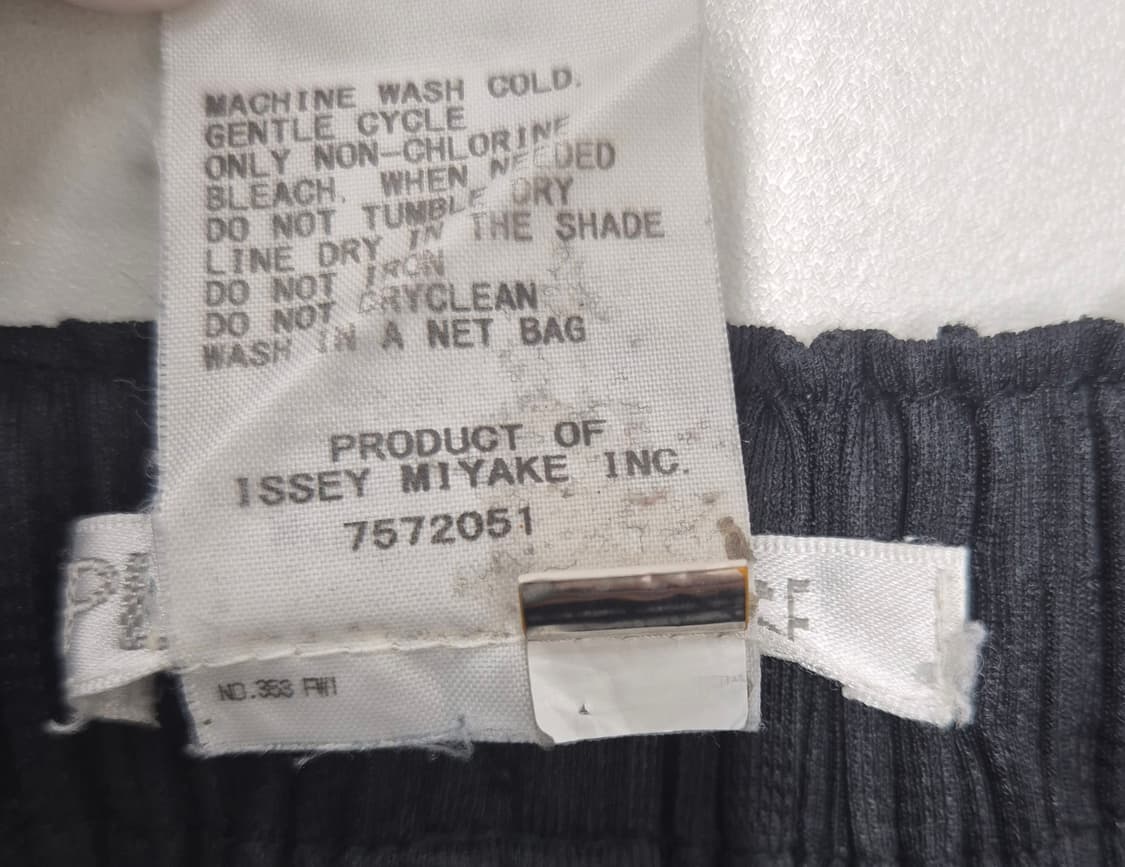 MACHINE WASH COLD.
GENTLE CYCLE
ONLY NON-CHLORINE
BLEACH, WHEN NEEDED
DO NOT TUMBLE DRY
LINE DRY IN THE SHADE
DO NOT IRON
DO NOT DRYCLEAN
WASH IN A NET BAG
PRODUCT OF
ISSEY MIYAKE INC.
7572051
NO.353 FW1